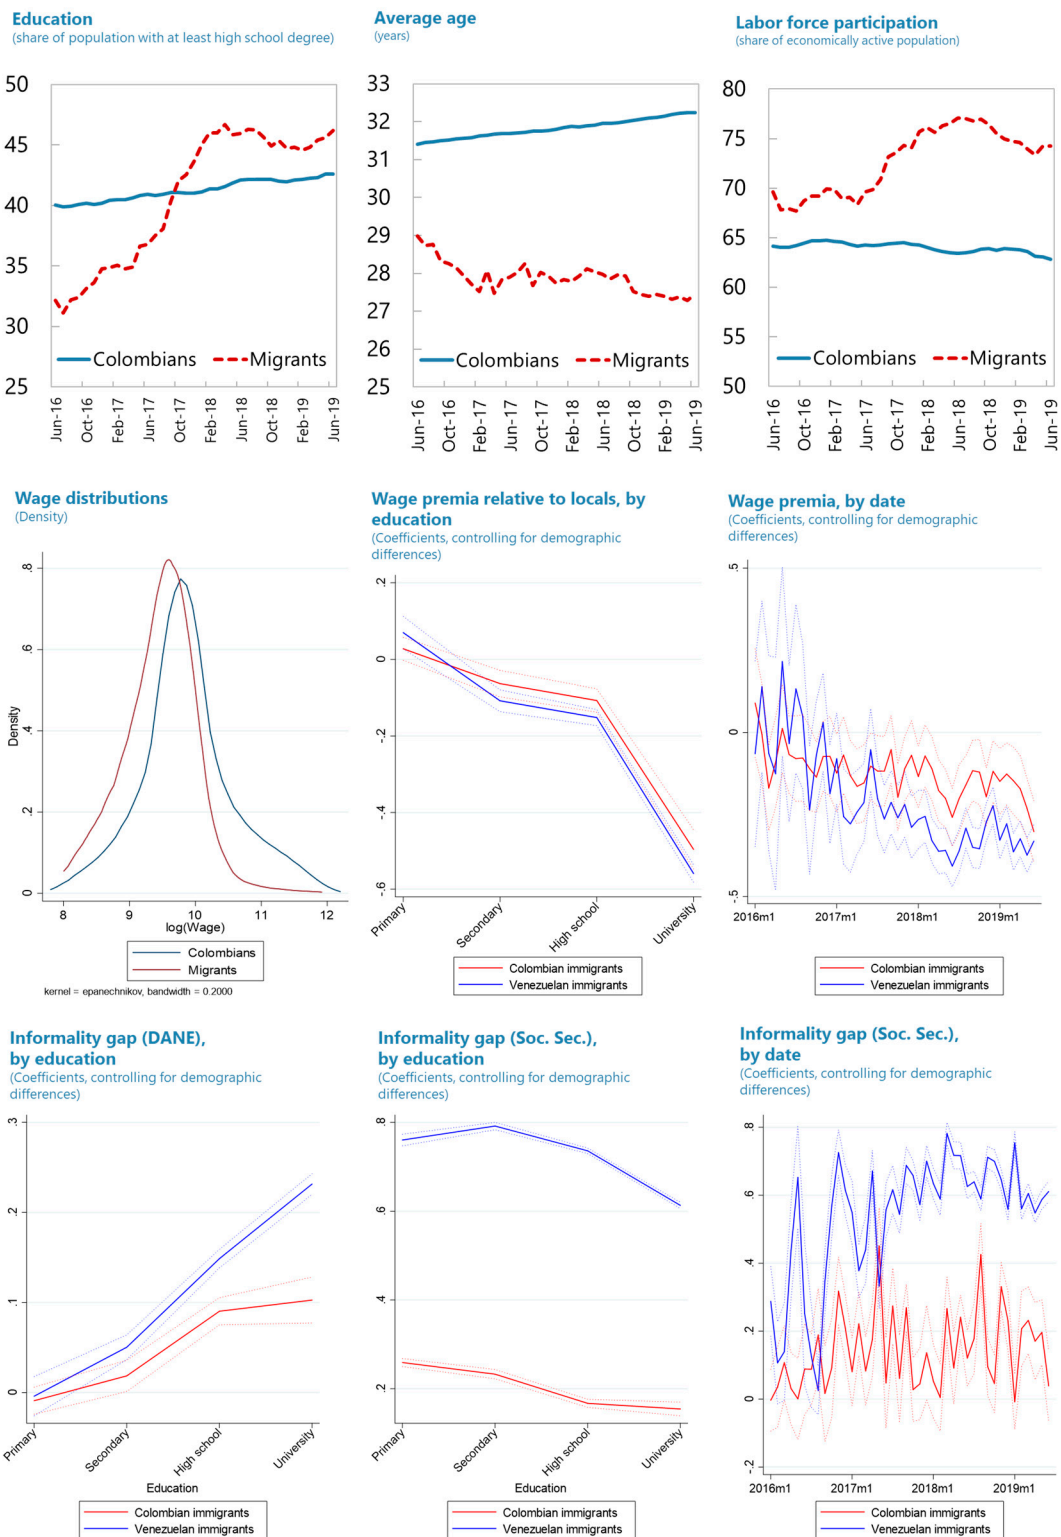 Education
(share of population with at least high school degree)
50
45
40
35
30
25
Colombians
Migrants
Jun-16
Oct-16
Feb-17
Jun-17
Oct-17
Feb-18
Jun-18
Oct-18
Feb-19
Jun-19
Average age
(years)
33
32
31
30
29
28
27
26
25
Colombians
Migrants
Jun-16
Oct-16
Feb-17
Jun-17
Oct-17
Feb-18
Jun-18
Oct-18
Feb-19
Jun-19
Labor force participation
(share of economically active population)
80
75
70
65
60
55
50
Colombians
Migrants
Jun-16
Oct-16
Feb-17
Jun-17
Oct-17
Feb-18
Jun-18
Oct-18
Feb-19
Jun-19
Wage distributions
(Density)
Density
.8
.6
.4
.2
0
8
9
10
11
12
log(Wage)
Colombians
Migrants
kernel = epanechnikov, bandwidth = 0.2000
Wage premia relative to locals, by
education
(Coefficients, controlling for demographic
differences)
.2
0
-.2
-.4
-.6
Primary
Secondary
High school
University
Colombian immigrants
Venezuelan immigrants
Wage premia, by date
(Coefficients, controlling for demographic
differences)
.5
0
-.5
2016m1
2017m1
2018m1
2019m1
Colombian immigrants
Venezuelan immigrants
Informality gap (DANE),
by education
(Coefficients, controlling for demographic
differences)
.3
.2
.1
0
Primary
Secondary
High school
University
Education
Colombian immigrants
Venezuelan immigrants
Informality gap (Soc. Sec.),
by education
(Coefficients, controlling for demographic
differences)
.8
.6
.4
.2
Primary
Secondary
High school
University
Education
Colombian immigrants
Venezuelan immigrants
Informality gap (Soc. Sec.),
by date
(Coefficients, controlling for demographic
differences)
.8
.6
.4
.2
0
-.2
2016m1
2017m1
2018m1
2019m1
Colombian immigrants
Venezuelan immigrants